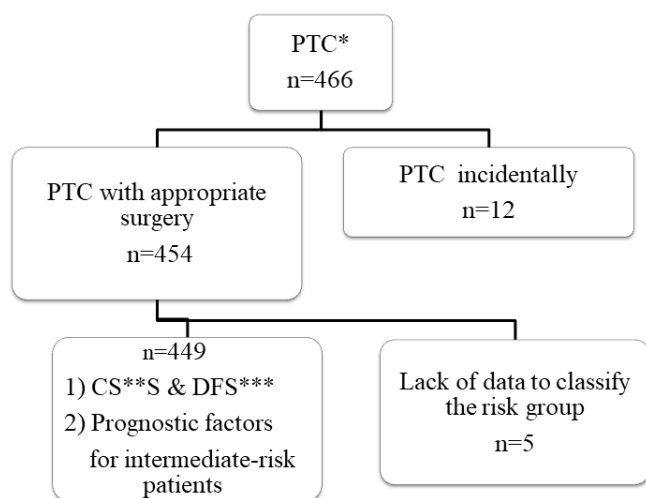 PTC*
n=466
PTC with appropriate
surgery
n=454
PTC incidentally
n=12
n=449
1) CS**S & DFS***
2) Prognostic factors
for intermediate-risk
patients
Lack of data to classify
the risk group
n=5